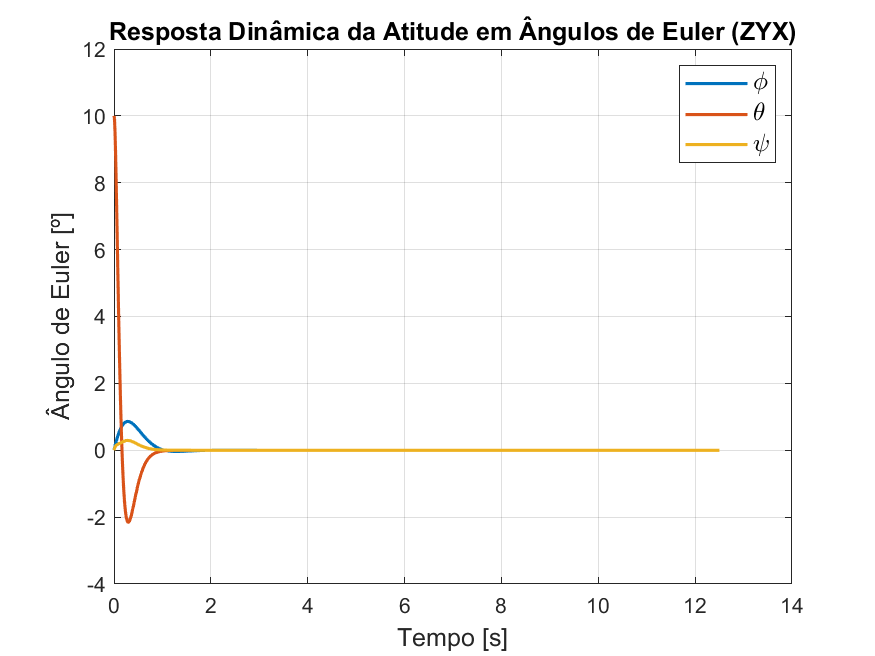 Resposta Dinâmica da Atitude em Ângulos de Euler (ZYX)
12
10
8
6
4
2
0
-2
-4
Ângulo de Euler [º]
ϕ
θ
ψ
0 2 4 6 8 10 12 14
Tempo [s]